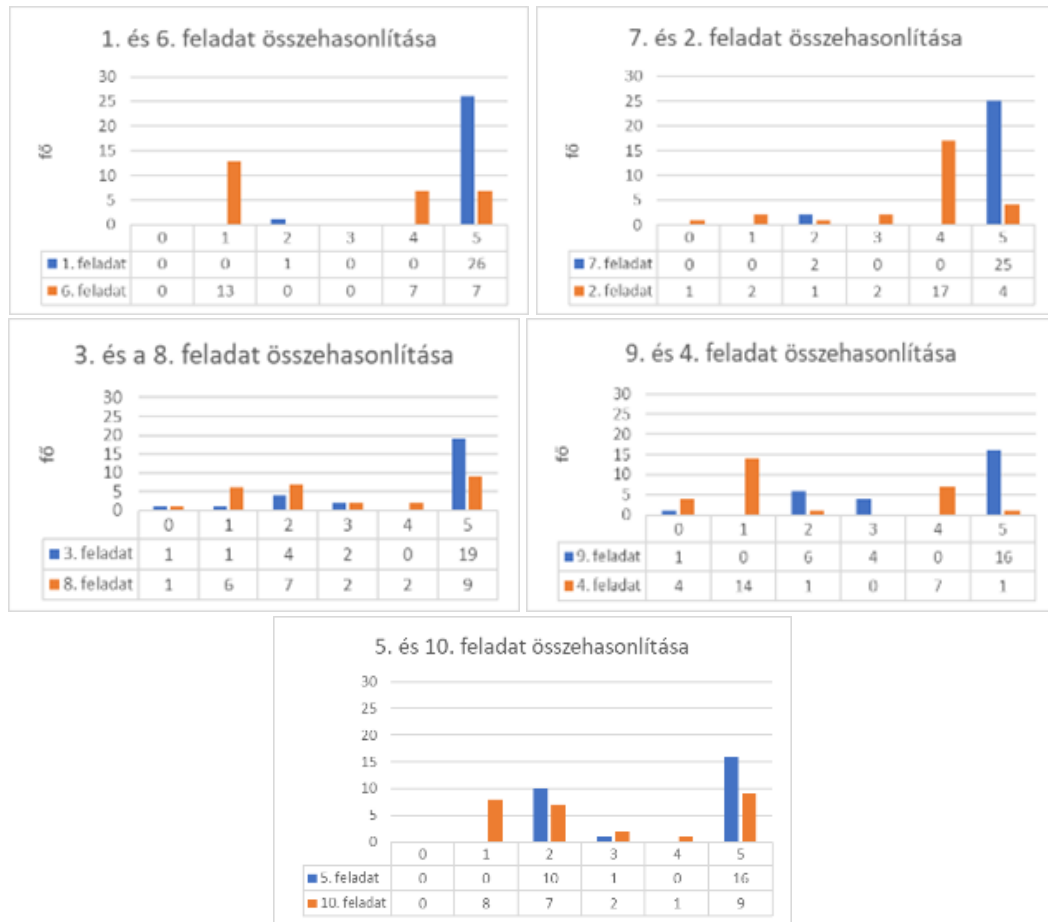 1. és 6. feladat összehasonlítása
30
25
20
15
10
5
0
fő
0 1 2 3 4 5
1. feladat 0 0 1 0 0 26
6. feladat 0 13 0 0 7 7
7. és 2. feladat összehasonlítása
30
25
20
15
10
5
0
fő
0 1 2 3 4 5
7. feladat 0 0 2 0 0 25
2. feladat 1 2 1 2 17 4
3. és a 8. feladat összehasonlítása
30
25
20
15
10
5
0
fő
0 1 2 3 4 5
3. feladat 1 1 4 2 0 19
8. feladat 1 6 7 2 2 9
9. és 4. feladat összehasonlítása
30
25
20
15
10
5
0
fő
0 1 2 3 4 5
9. feladat 1 0 6 4 0 16
4. feladat 4 14 1 0 7 1
5. és 10. feladat összehasonlítása
30
25
20
15
10
5
0
0 1 2 3 4 5
5. feladat 0 0 10 1 0 16
10. feladat 0 8 7 2 1 9